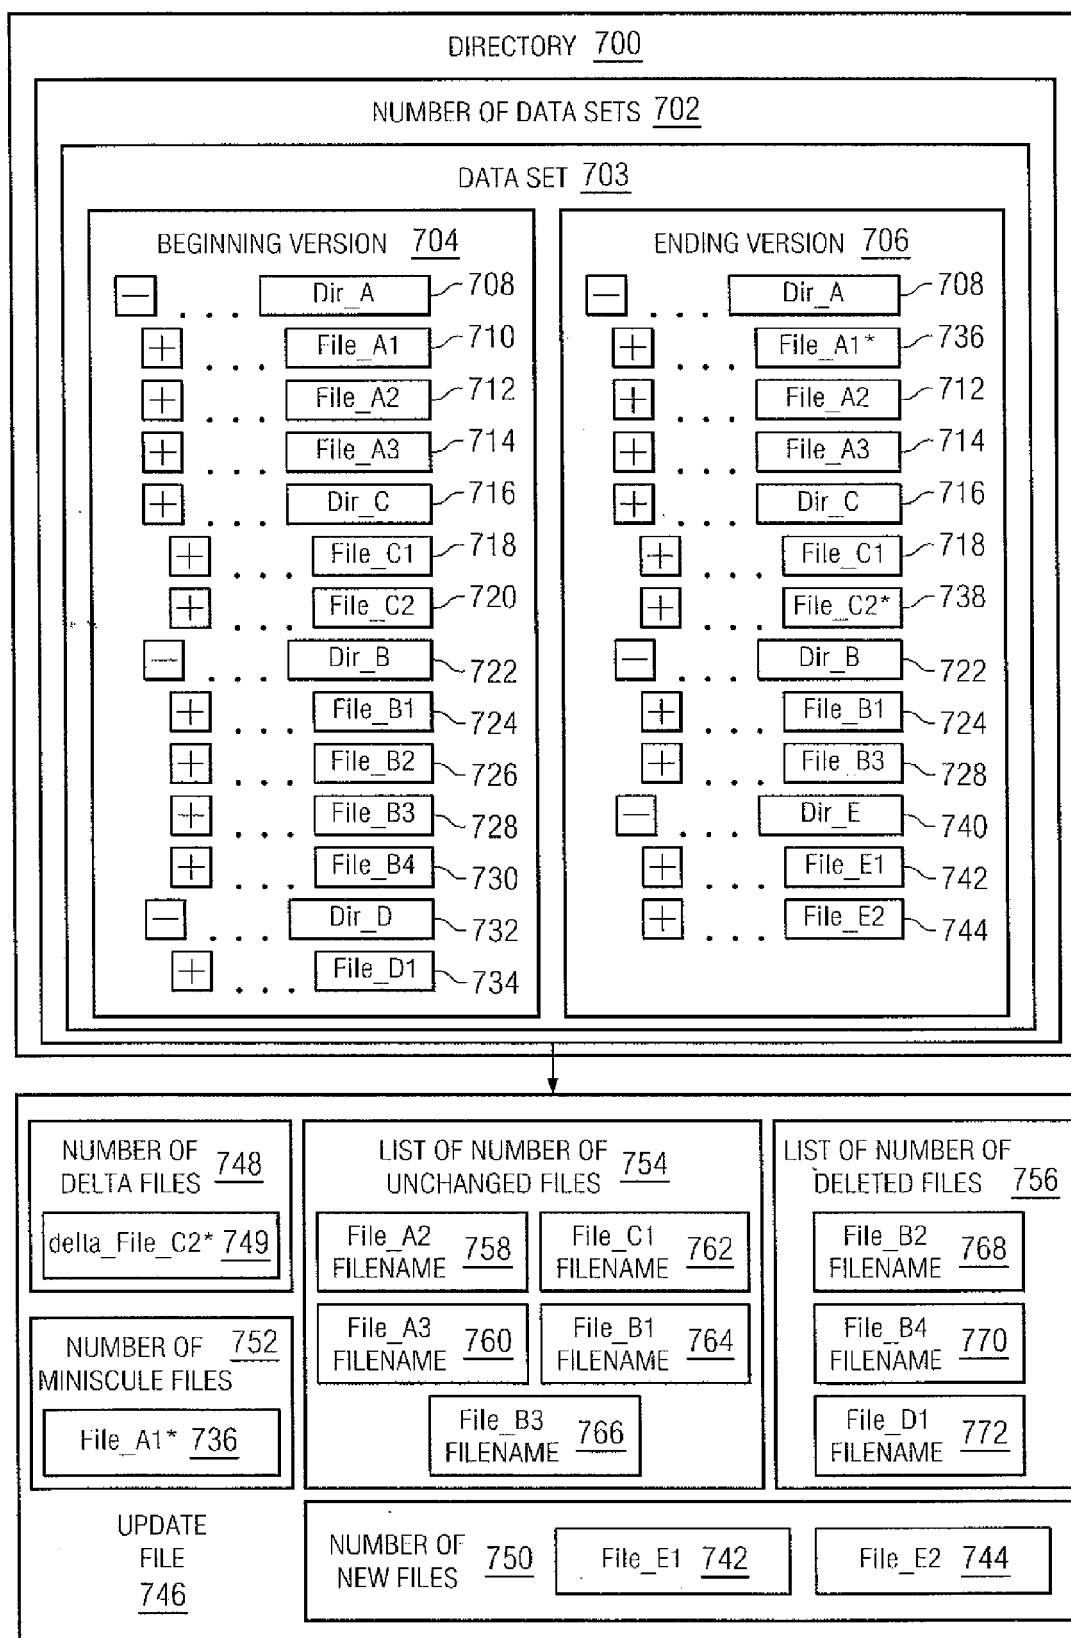 DIRECTORY 700
NUMBER OF DATA SETS 702
DATA SET 703
BEGINNING VERSION 704
Dir_A 708
File_A1 710
File_A2 712
File_A3 714
Dir_C 716
File_C1 718
File_C2 720
Dir_B 722
File_B1 724
File_B2 726
File_B3 728
File_B4 730
Dir_D 732
File_D1 734
ENDING VERSION 706
Dir_A 708
File_A1* 736
File_A2 712
File_A3 714
Dir_C 716
File_C1 718
File_C2* 738
Dir_B 722
File_B1 724
File_B3 728
Dir_E 740
File_E1 742
File_E2 744
NUMBER OF
DELTA FILES 748
delta_File_C2* 749
NUMBER OF 752
MINISCULE FILES
File_A1* 736
UPDATE
FILE
746
LIST OF NUMBER OF
UNCHANGED FILES 754
File_A2
FILENAME 758
File_C1
FILENAME 762
File_A3
FILENAME 760
File_B1
FILENAME 764
File_B3
FILENAME 766
LIST OF NUMBER OF
DELETED FILES 756
File_B2
FILENAME 768
File_B4
FILENAME 770
File_D1
FILENAME 772
NUMBER OF
NEW FILES 750
File_E1 742
File_E2 744